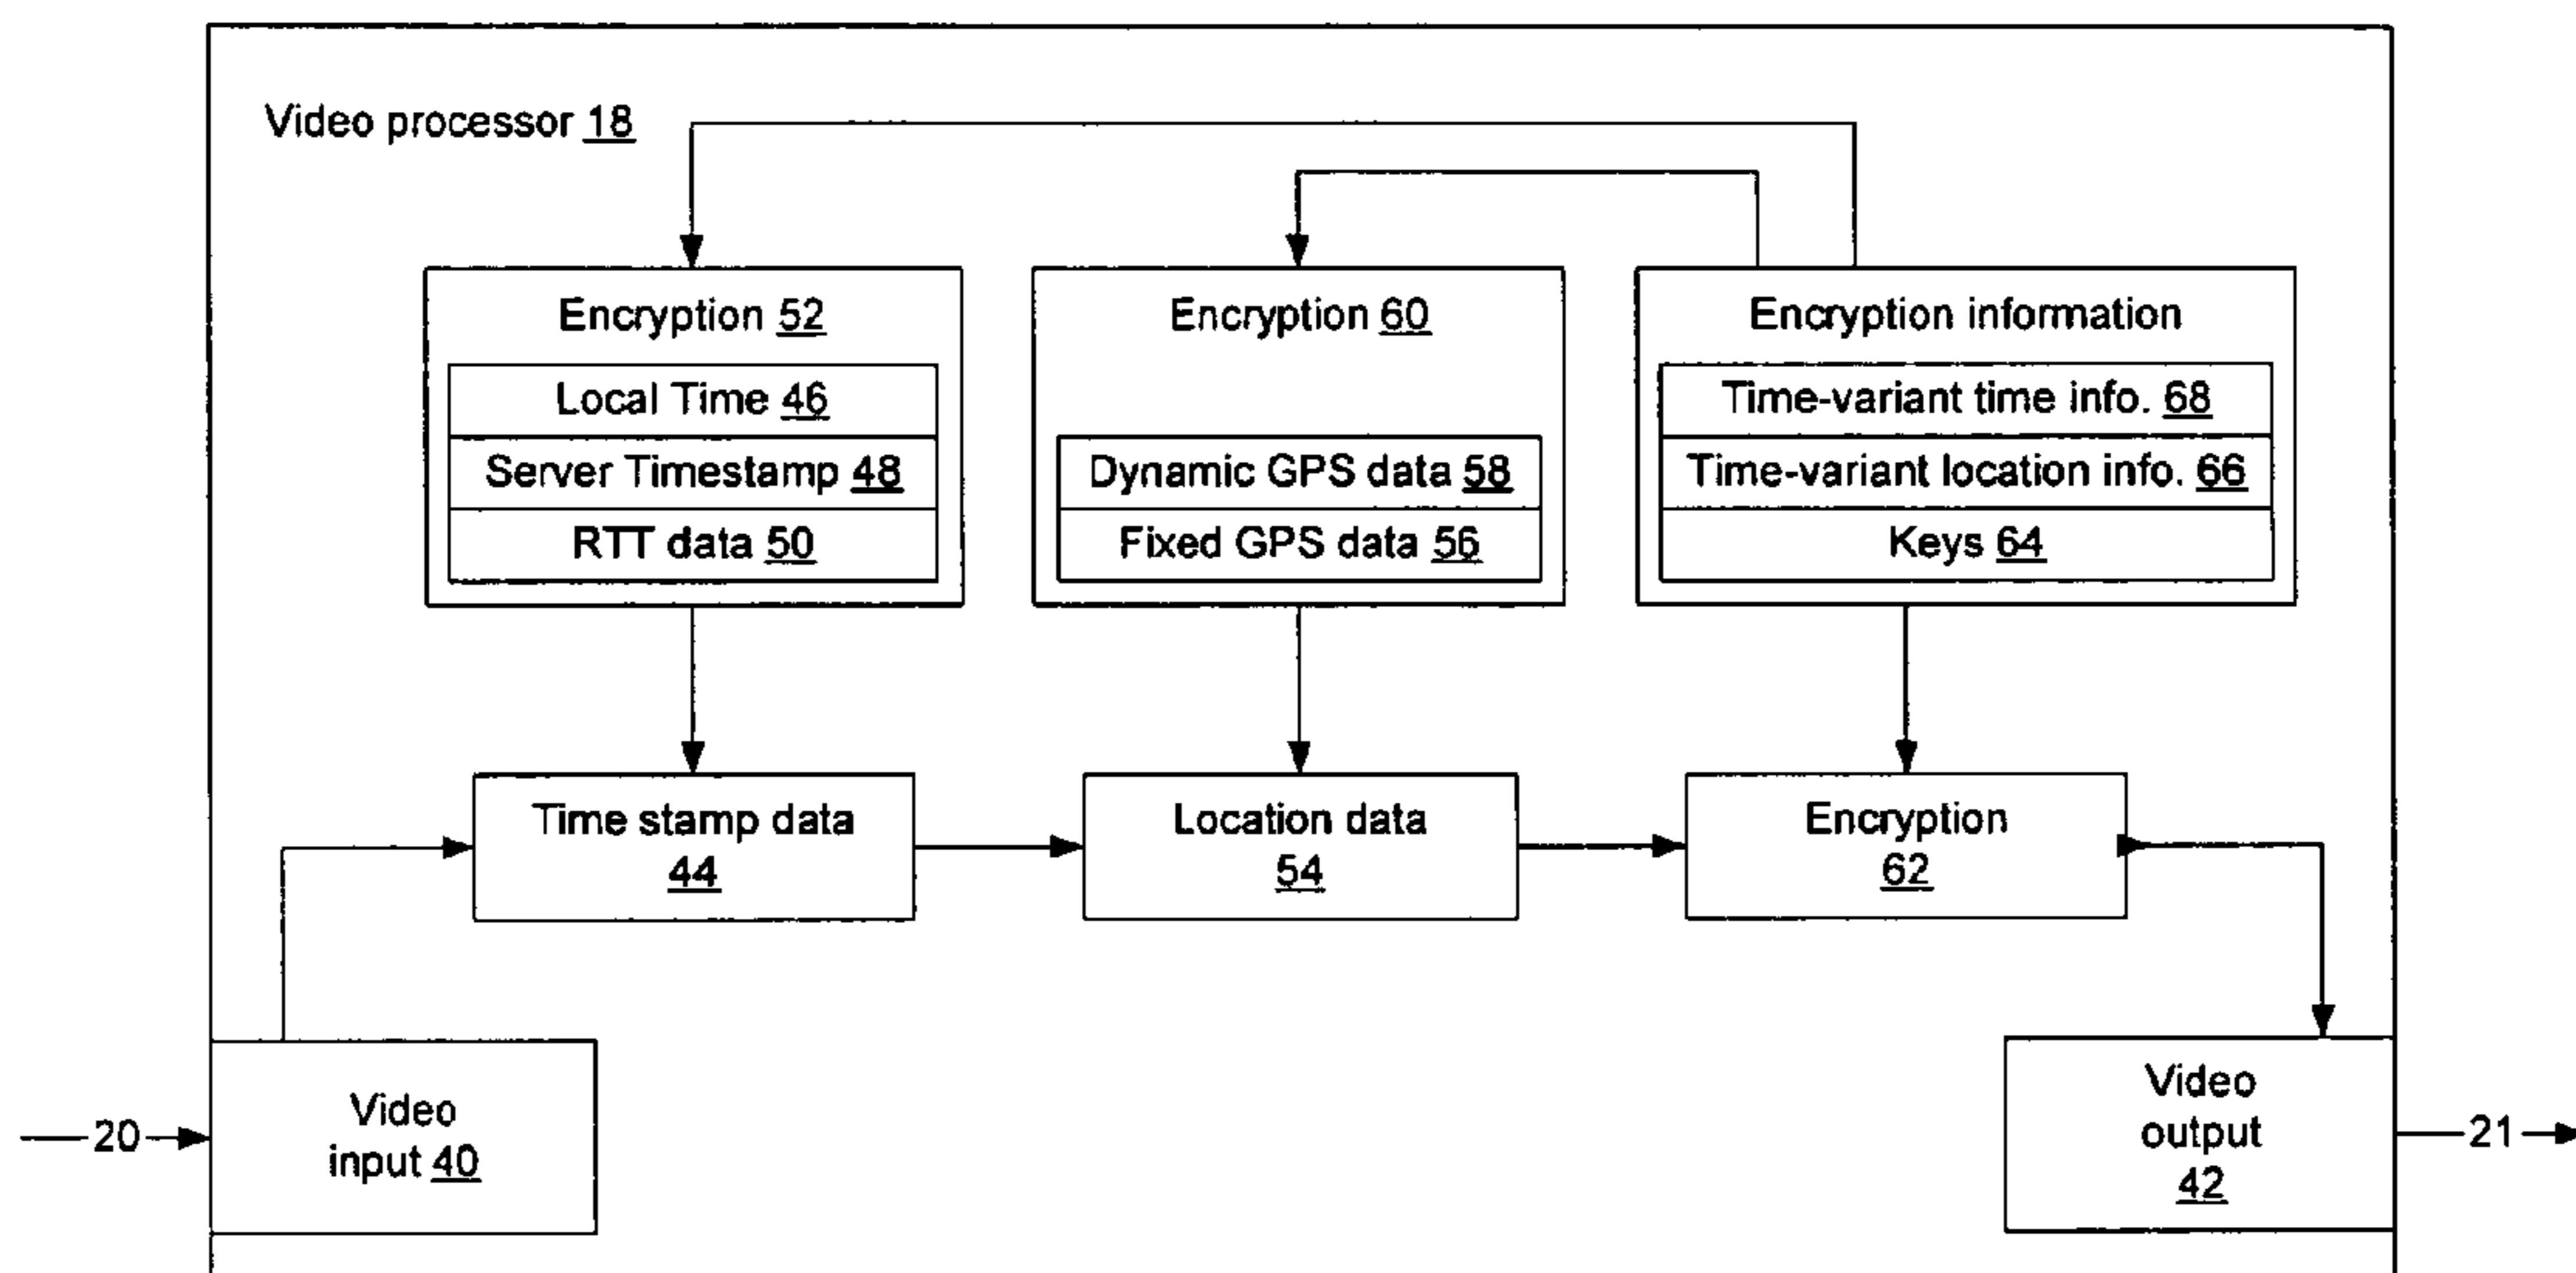 Video processor 18
Encryption 52
Local Time 46
Server Timestamp 48
RTT data 50
Encryption 60
Dynamic GPS data 58
Fixed GPS data 56
Encryption information
Time-variant time info. 68
Time-variant location info. 66
Keys 64
Time stamp data
44
Location data
54
Encryption
62
20
Video
input 40
Video
output
42
21